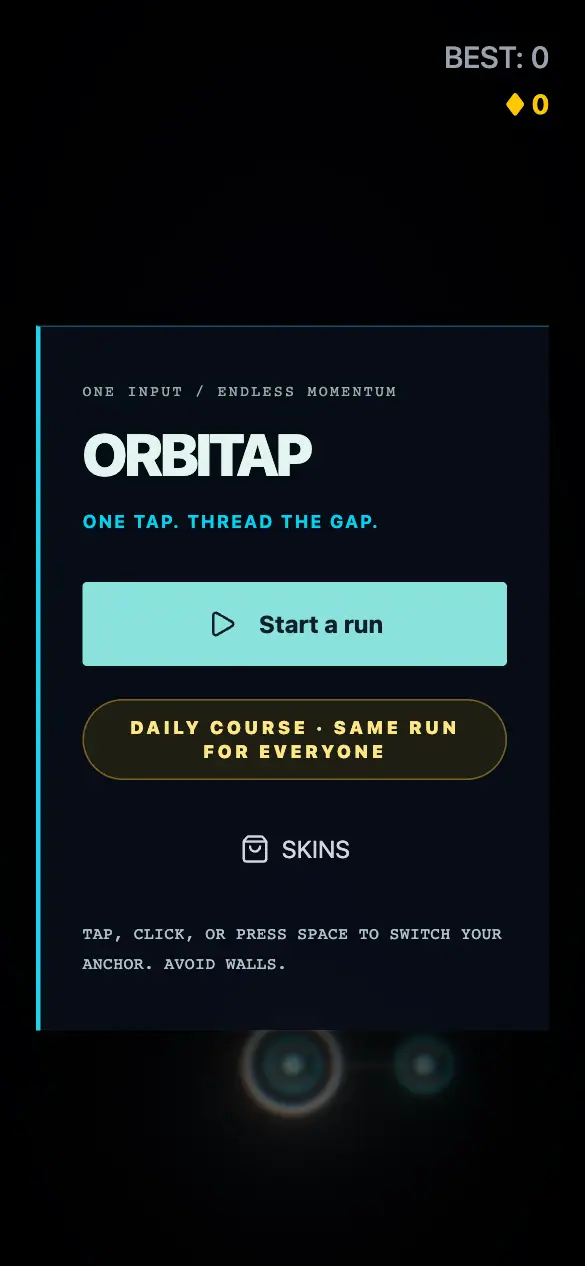 BEST: 0
0
ONE INPUT / ENDLESS MOMENTUM
ORBITAP
ONE TAP. THREAD THE GAP.
Start a run
DAILY COURSE · SAME RUN
FOR EVERYONE
SKINS
TAP, CLICK, OR PRESS SPACE TO SWITCH YOUR
ANCHOR. AVOID WALLS.